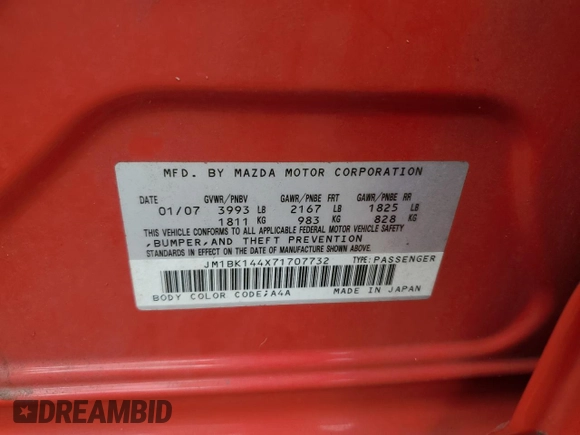 MFD. BY MAZDA MOTOR CORPORATION
DATE GVWR/PNBV GAWR/PNBE FRT GAWR/PNBE RR
01/07 3993 LB 2167 LB 1825 LB
1811 KG 983 KG 828 KG
THIS VEHICLE CONFORMS TO ALL APPLICABLE FEDERAL MOTOR VEHICLE SAFETY
,BUMPER,AND THEFT PREVENTION
STANDARDS IN EFFECT ON THE DATE OF MANUFACTURE SHOWN ABOVE.
JM1BK144X71707732 TYPE:PASSENGER
BODY COLOR CODE:A4A MADE IN JAPAN
DREAMBID